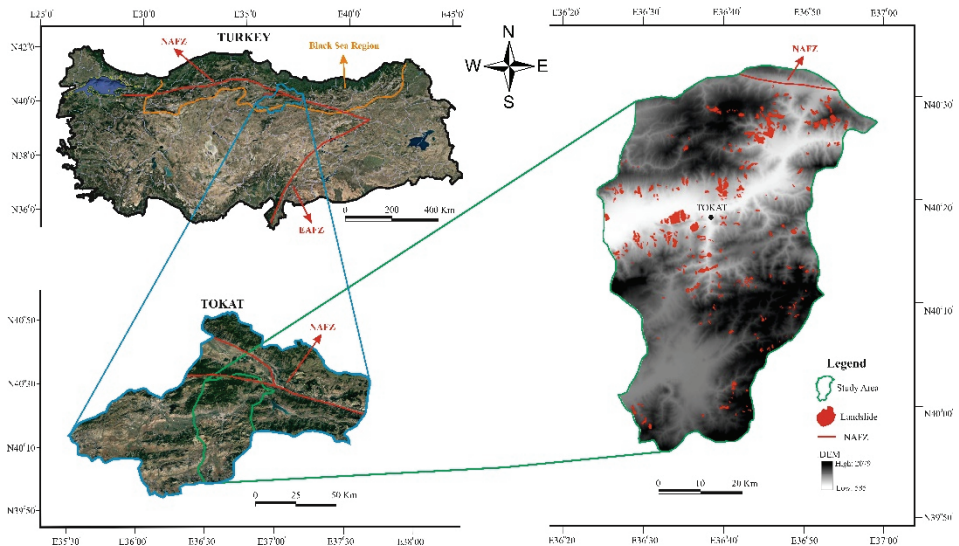 E25°0' E30°0' E35°0' E40°0' E45°0'
N42°0'
N40°0'
N38°0'
N36°0'
TURKEY
NAFZ
Black Sea Region
EAFZ
0 200 400 Km
N
W E
S
TOKAT
NAFZ
N40°50'
N40°30'
N40°10'
N39°50'
0 25 50 Km
E35°30' E36°00' E36°30' E37°00' E37°30' E38°00'
E36°20 E36°30' E36°40 E36°50' E37°00'
NAFZ
N40°30'
N40°20'
N40°10'
N40°00'
N39°50'
TOKAT
Legend
Study Area
Landslide
NAFZ
DEM
High:
Low:
0 10 20 Km
E36°20 E36°30' E36°40 E36°50' E37°00'